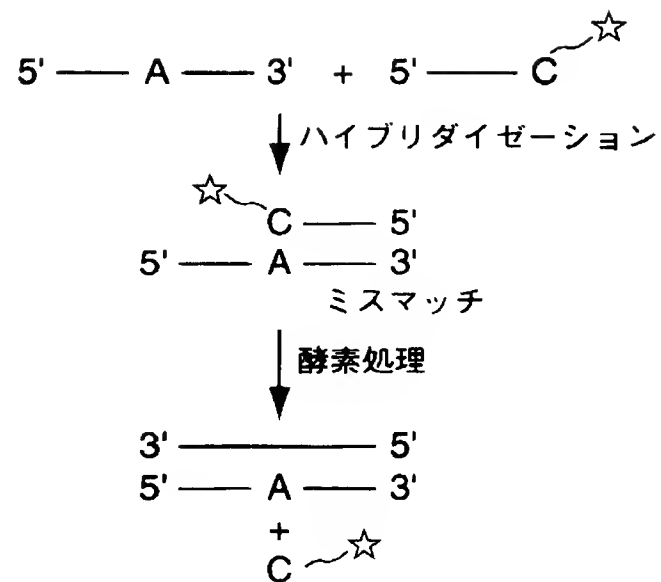 5' — A — 3' + 5' — C ☆
ハイブリダイゼーション
☆ C — 5'
5' — A — 3'
ミスマッチ
酵素処理
3' — 5'
5' — A — 3'
+
C ☆